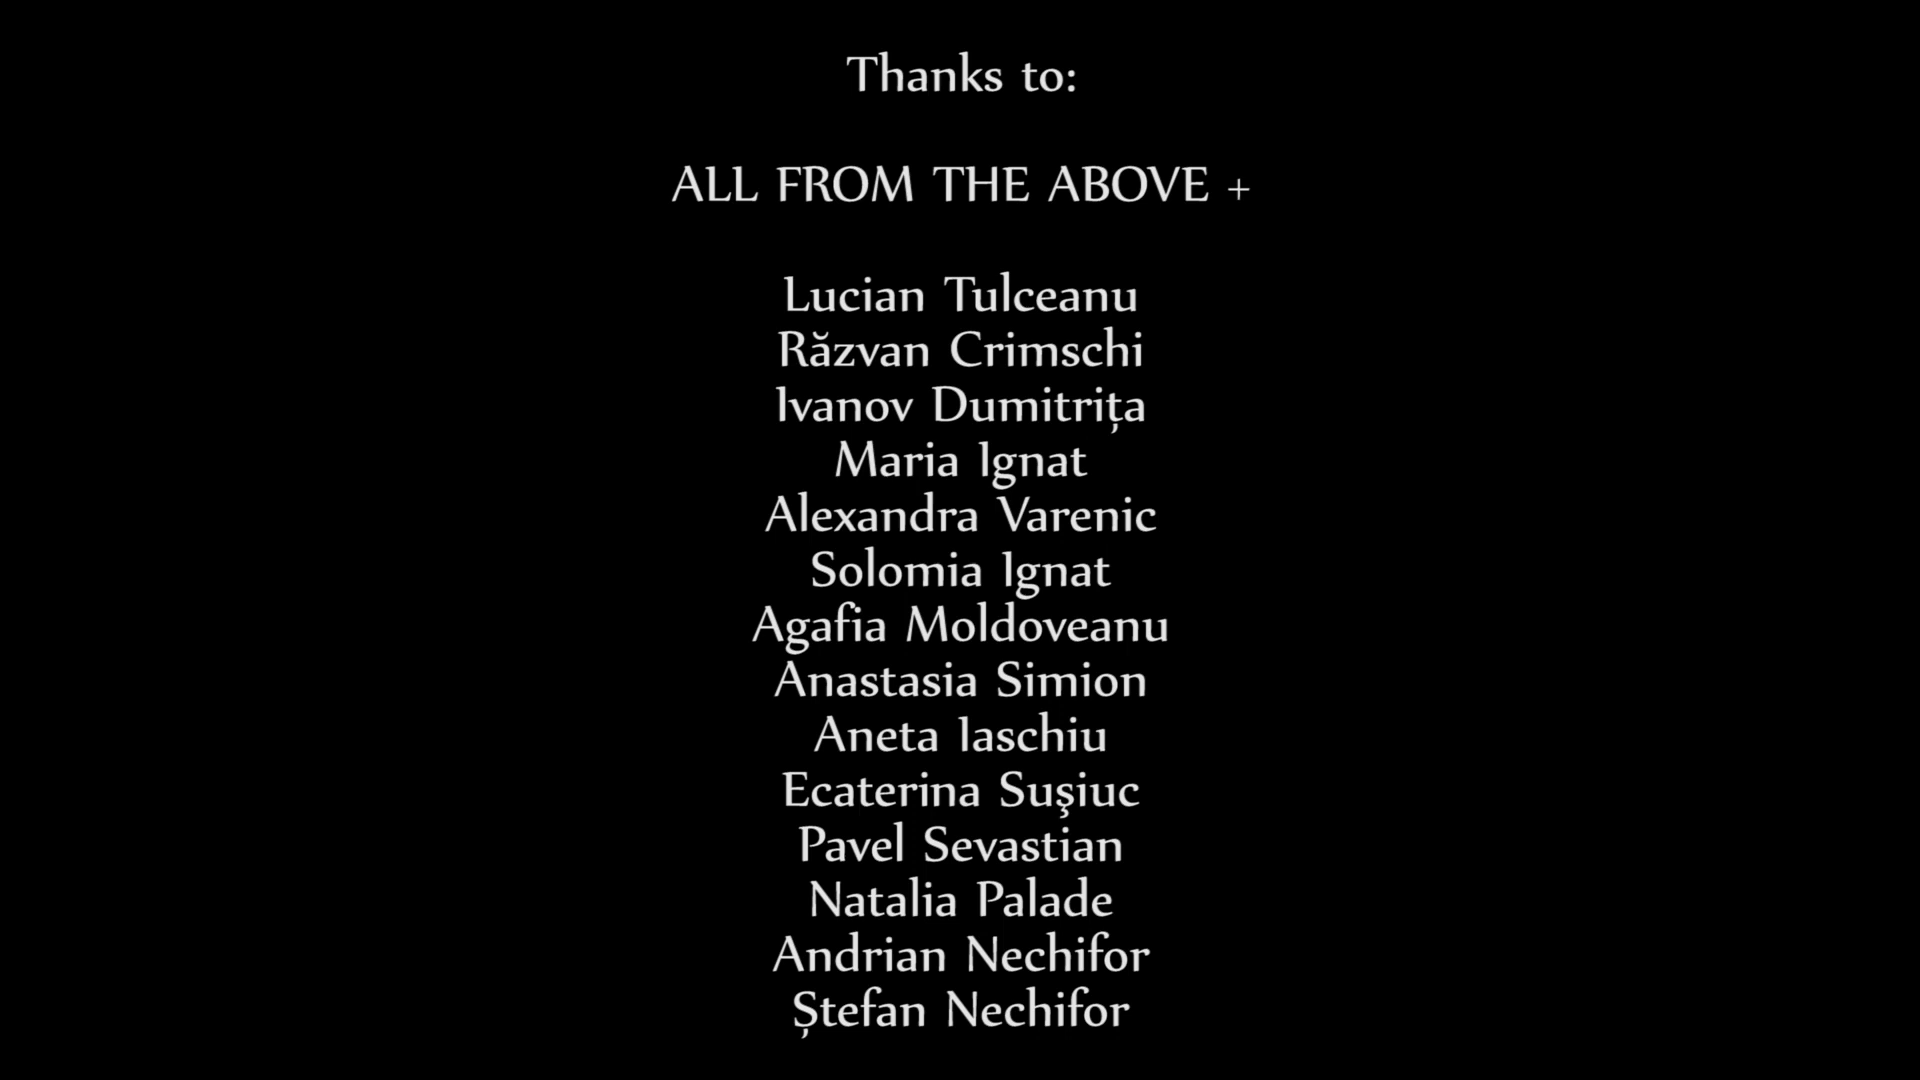 Thanks to:
ALL FROM THE ABOVE +
Lucian Tulceanu
Răzvan Crimschi
Ivanov Dumitrița
Maria Ignat
Alexandra Varenic
Solomia Ignat
Agafia Moldoveanu
Anastasia Simion
Aneta Iaschiu
Ecaterina Suşiuc
Pavel Sevastian
Natalia Palade
Andrian Nechifor
Ștefan Nechifor